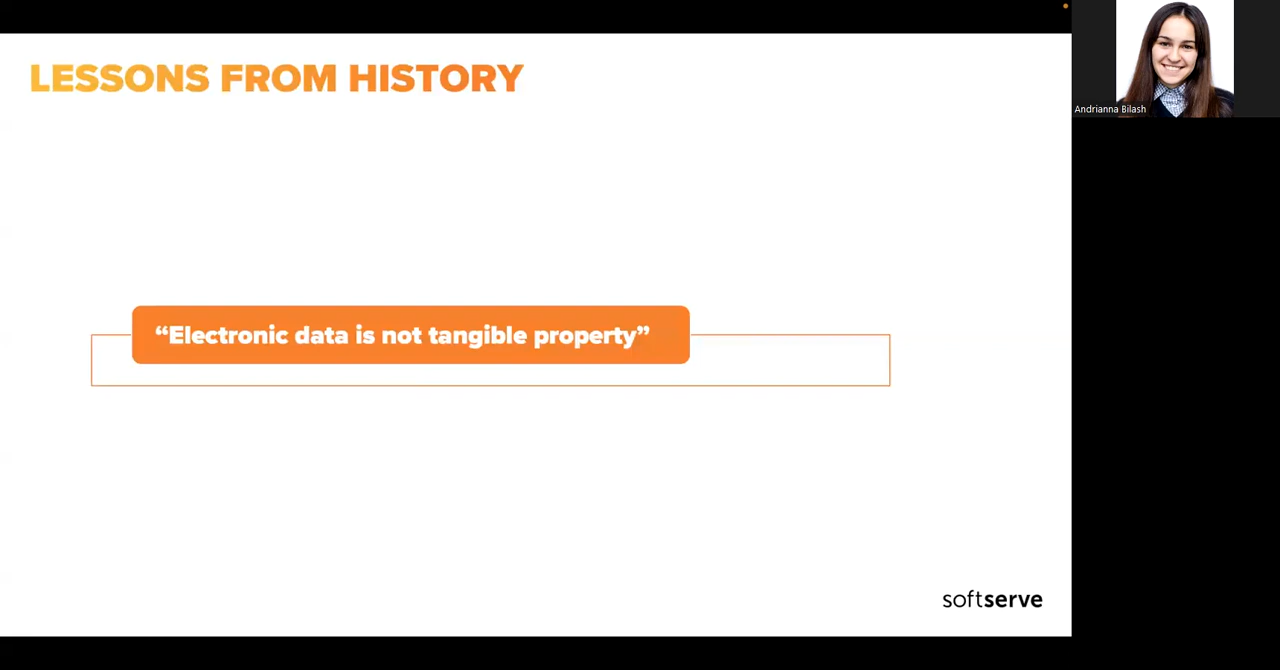 LESSONS FROM HISTORY
Andrianna Bilash
“Electronic data is not tangible property”
softserve